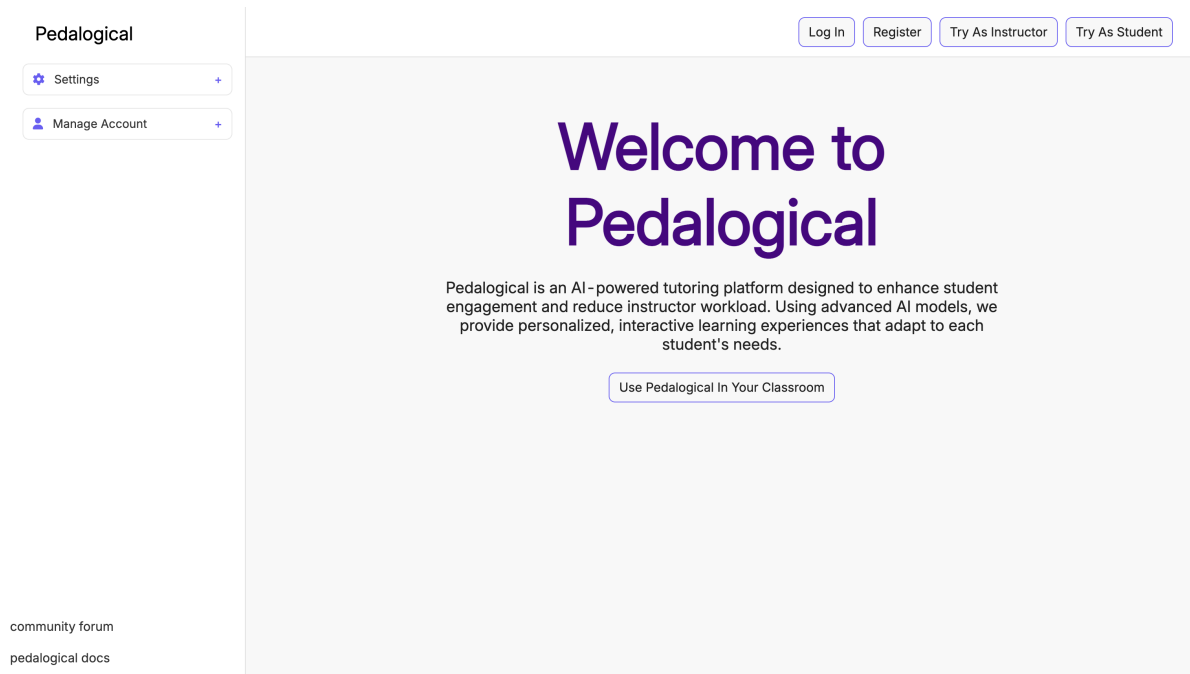 Pedalogical
Log In
Register
Try As Instructor
Try As Student
Settings
+
Manage Account
+
Welcome to
Pedalogical
Pedalogical is an AI-powered tutoring platform designed to enhance student
engagement and reduce instructor workload. Using advanced AI models, we
provide personalized, interactive learning experiences that adapt to each
student's needs.
Use Pedalogical In Your Classroom
community forum
pedalogical docs